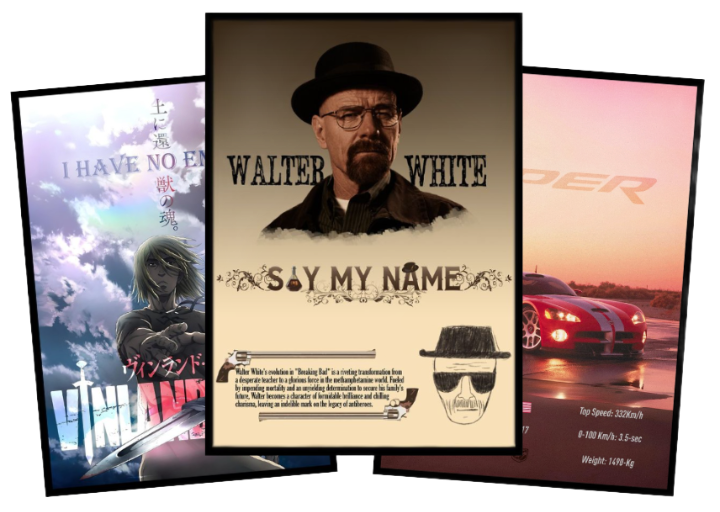 土に還
獣の魂。
I HAVE NO EN
ヴィンランド・
VINLAND
WALTER WHITE
SAY MY NAME
Walter White's evolution in "Breaking Bad" is a riveting transformation from
a desperate teacher to a glorious force in the methamphetamine world. Fueled
by impending mortality and an unyielding determination to secure his family's
future, Walter becomes a character of formidable brilliance and chilling
charisma, leaving an indelible mark on the legacy of antiheroes.
PER
Top Speed: 332Km/h
0-100 Km/h: 3.5-sec
Weight: 1498-Kg